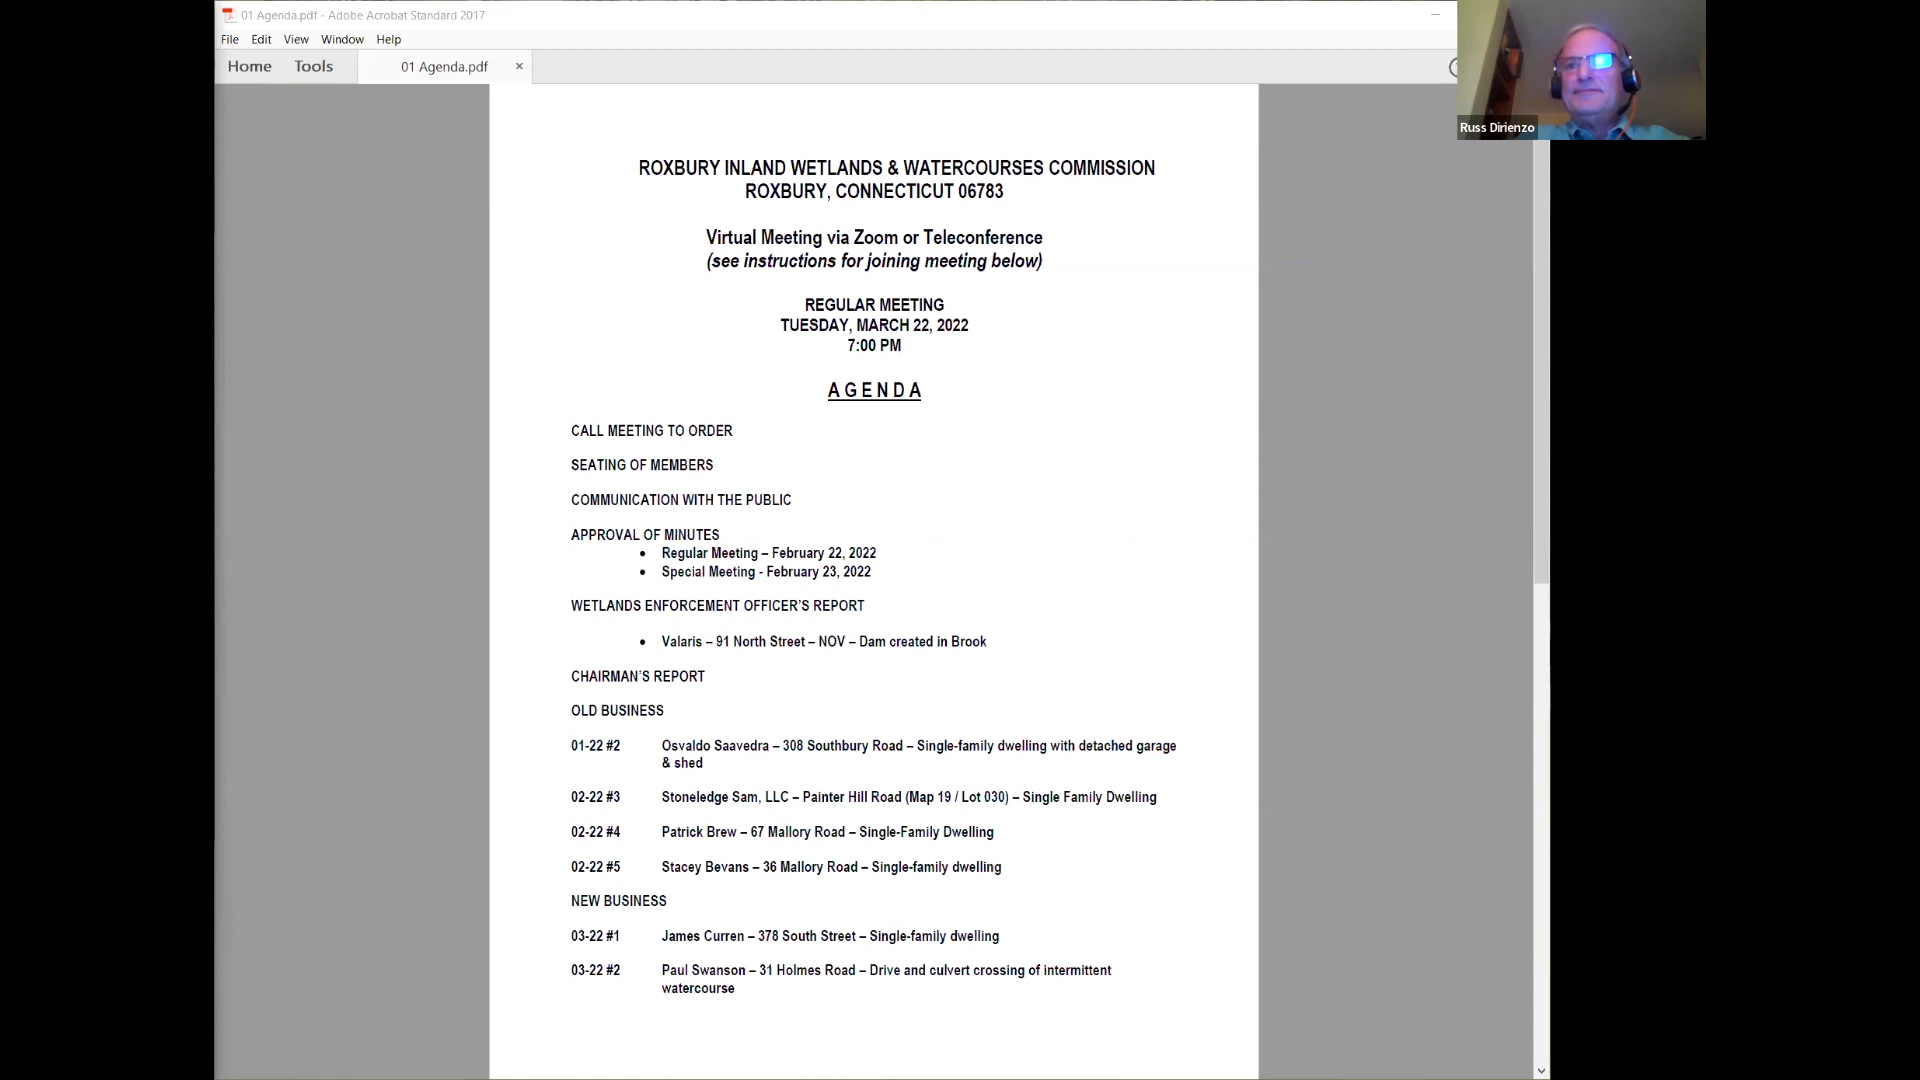 01 Agenda.pdf - Adobe Acrobat Standard 2017
File Edit View Window Help
Home Tools 01 Agenda.pdf ×
Russ Dirienzo
ROXBURY INLAND WETLANDS & WATERCOURSES COMMISSION
ROXBURY, CONNECTICUT 06783
Virtual Meeting via Zoom or Teleconference
(see instructions for joining meeting below)
REGULAR MEETING
TUESDAY, MARCH 22, 2022
7:00 PM
A G E N D A
CALL MEETING TO ORDER
SEATING OF MEMBERS
COMMUNICATION WITH THE PUBLIC
APPROVAL OF MINUTES
• Regular Meeting – February 22, 2022
• Special Meeting - February 23, 2022
WETLANDS ENFORCEMENT OFFICER'S REPORT
• Valaris – 91 North Street – NOV – Dam created in Brook
CHAIRMAN'S REPORT
OLD BUSINESS
01-22 #2 Osvaldo Saavedra – 308 Southbury Road – Single-family dwelling with detached garage
& shed
02-22 #3 Stoneledge Sam, LLC – Painter Hill Road (Map 19 / Lot 030) – Single Family Dwelling
02-22 #4 Patrick Brew – 67 Mallory Road – Single-Family Dwelling
02-22 #5 Stacey Bevans – 36 Mallory Road – Single-family dwelling
NEW BUSINESS
03-22 #1 James Curren – 378 South Street – Single-family dwelling
03-22 #2 Paul Swanson – 31 Holmes Road – Drive and culvert crossing of intermittent
watercourse